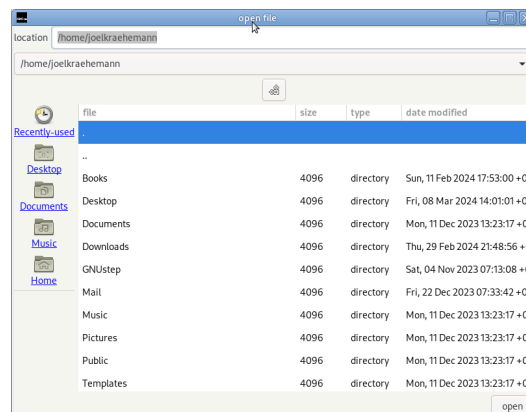 open file
location /home/joelkraehemann
/home/joelkraehemann
file size type date modified
Recently-used
.
..
Desktop
Books 4096 directory Sun, 11 Feb 2024 17:53:00 +0
Documents
Desktop 4096 directory Fri, 08 Mar 2024 14:01:01 +0
Music
Documents 4096 directory Mon, 11 Dec 2023 13:23:17 +0
Home
Downloads 4096 directory Thu, 29 Feb 2024 21:48:56 +
GNUstep 4096 directory Sat, 04 Nov 2023 07:13:08 +
Mail 4096 directory Fri, 22 Dec 2023 07:33:42 +0
Music 4096 directory Mon, 11 Dec 2023 13:23:17 +0
Pictures 4096 directory Mon, 11 Dec 2023 13:23:17 +0
Public 4096 directory Mon, 11 Dec 2023 13:23:17 +0
Templates 4096 directory Mon, 11 Dec 2023 13:23:17 +0
open